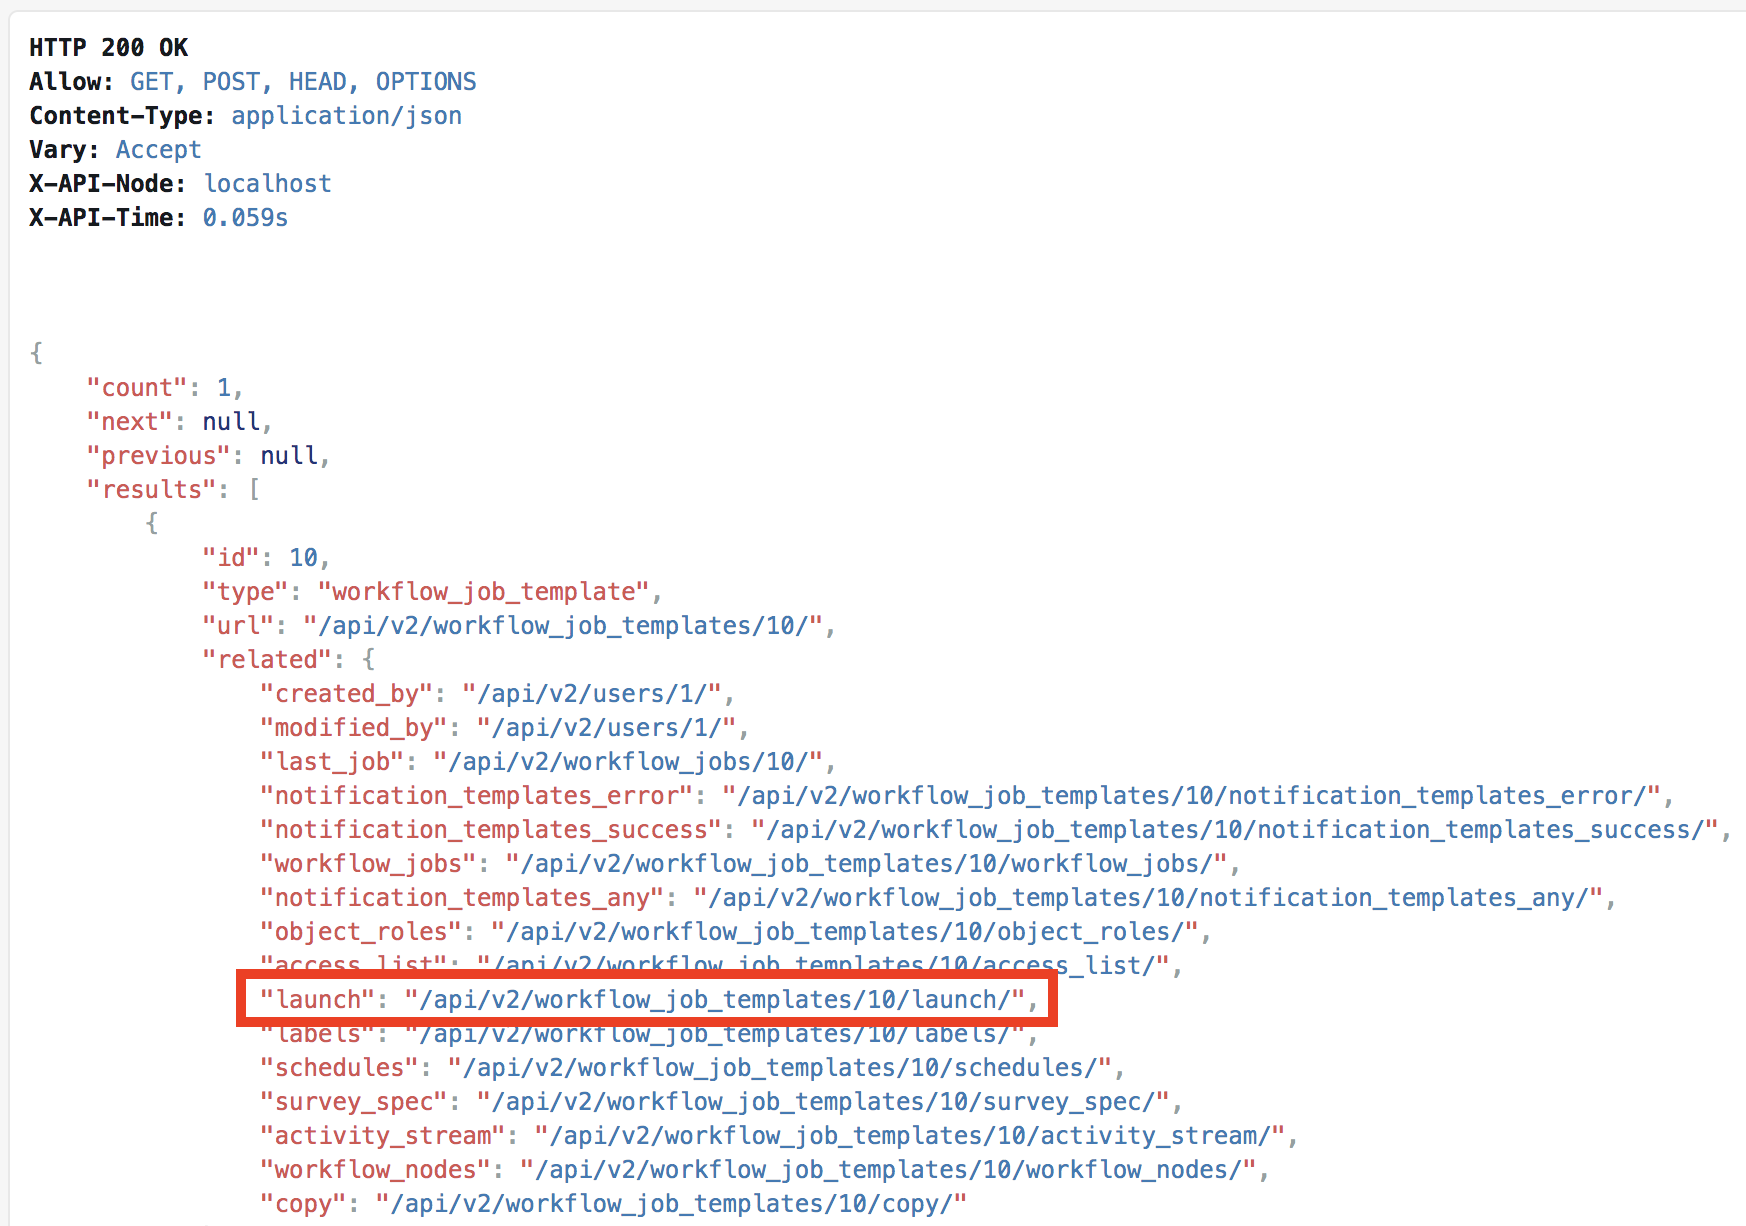 HTTP 200 OK
Allow: GET, POST, HEAD, OPTIONS
Content-Type: application/json
Vary: Accept
X-API-Node: localhost
X-API-Time: 0.059s
{
"count": 1,
"next": null,
"previous": null,
"results": [
{
"id": 10,
"type": "workflow_job_template",
"url": "/api/v2/workflow_job_templates/10/",
"related": {
"created_by": "/api/v2/users/1/",
"modified_by": "/api/v2/users/1/",
"last_job": "/api/v2/workflow_jobs/10/",
"notification_templates_error": "/api/v2/workflow_job_templates/10/notification_templates_error/",
"notification_templates_success": "/api/v2/workflow_job_templates/10/notification_templates_success/",
"workflow_jobs": "/api/v2/workflow_job_templates/10/workflow_jobs/",
"notification_templates_any": "/api/v2/workflow_job_templates/10/notification_templates_any/",
"object_roles": "/api/v2/workflow_job_templates/10/object_roles/",
"access_list": "/api/v2/workflow_job_templates/10/access_list/",
"launch": "/api/v2/workflow_job_templates/10/launch/",
"labels": "/api/v2/workflow_job_templates/10/labels/",
"schedules": "/api/v2/workflow_job_templates/10/schedules/",
"survey_spec": "/api/v2/workflow_job_templates/10/survey_spec/",
"activity_stream": "/api/v2/workflow_job_templates/10/activity_stream/",
"workflow_nodes": "/api/v2/workflow_job_templates/10/workflow_nodes/",
"copy": "/api/v2/workflow_job_templates/10/copy/"